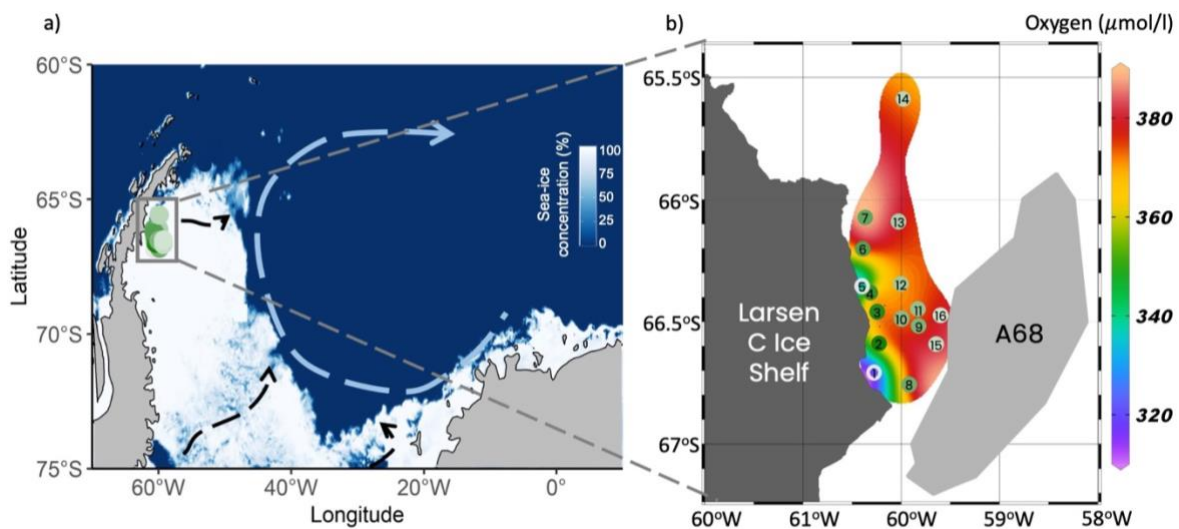 a)
60°S
65°S
70°S
75°S
Latitude
60°W
40°W
20°W
0°
Longitude
Sea-ice
concentration (%)
100
75
50
25
0
b)
Oxygen (µmol/l)
65.5°S
66°S
66.5°S
67°S
14
7
13
6
5
4
12
3
11
16
10
9
2
15
1
8
Larsen
C Ice
Shelf
A68
60°W
61°W
60°W
59°W
58°W
380
360
340
320